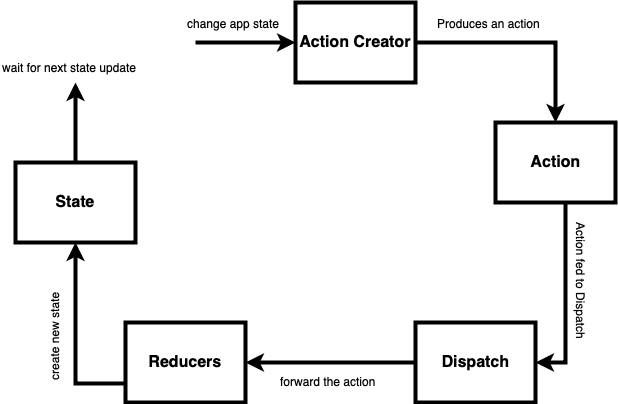 change app state
Action Creator
Produces an action
Action
Action fed to Dispatch
Dispatch
forward the action
Reducers
create new state
State
wait for next state update